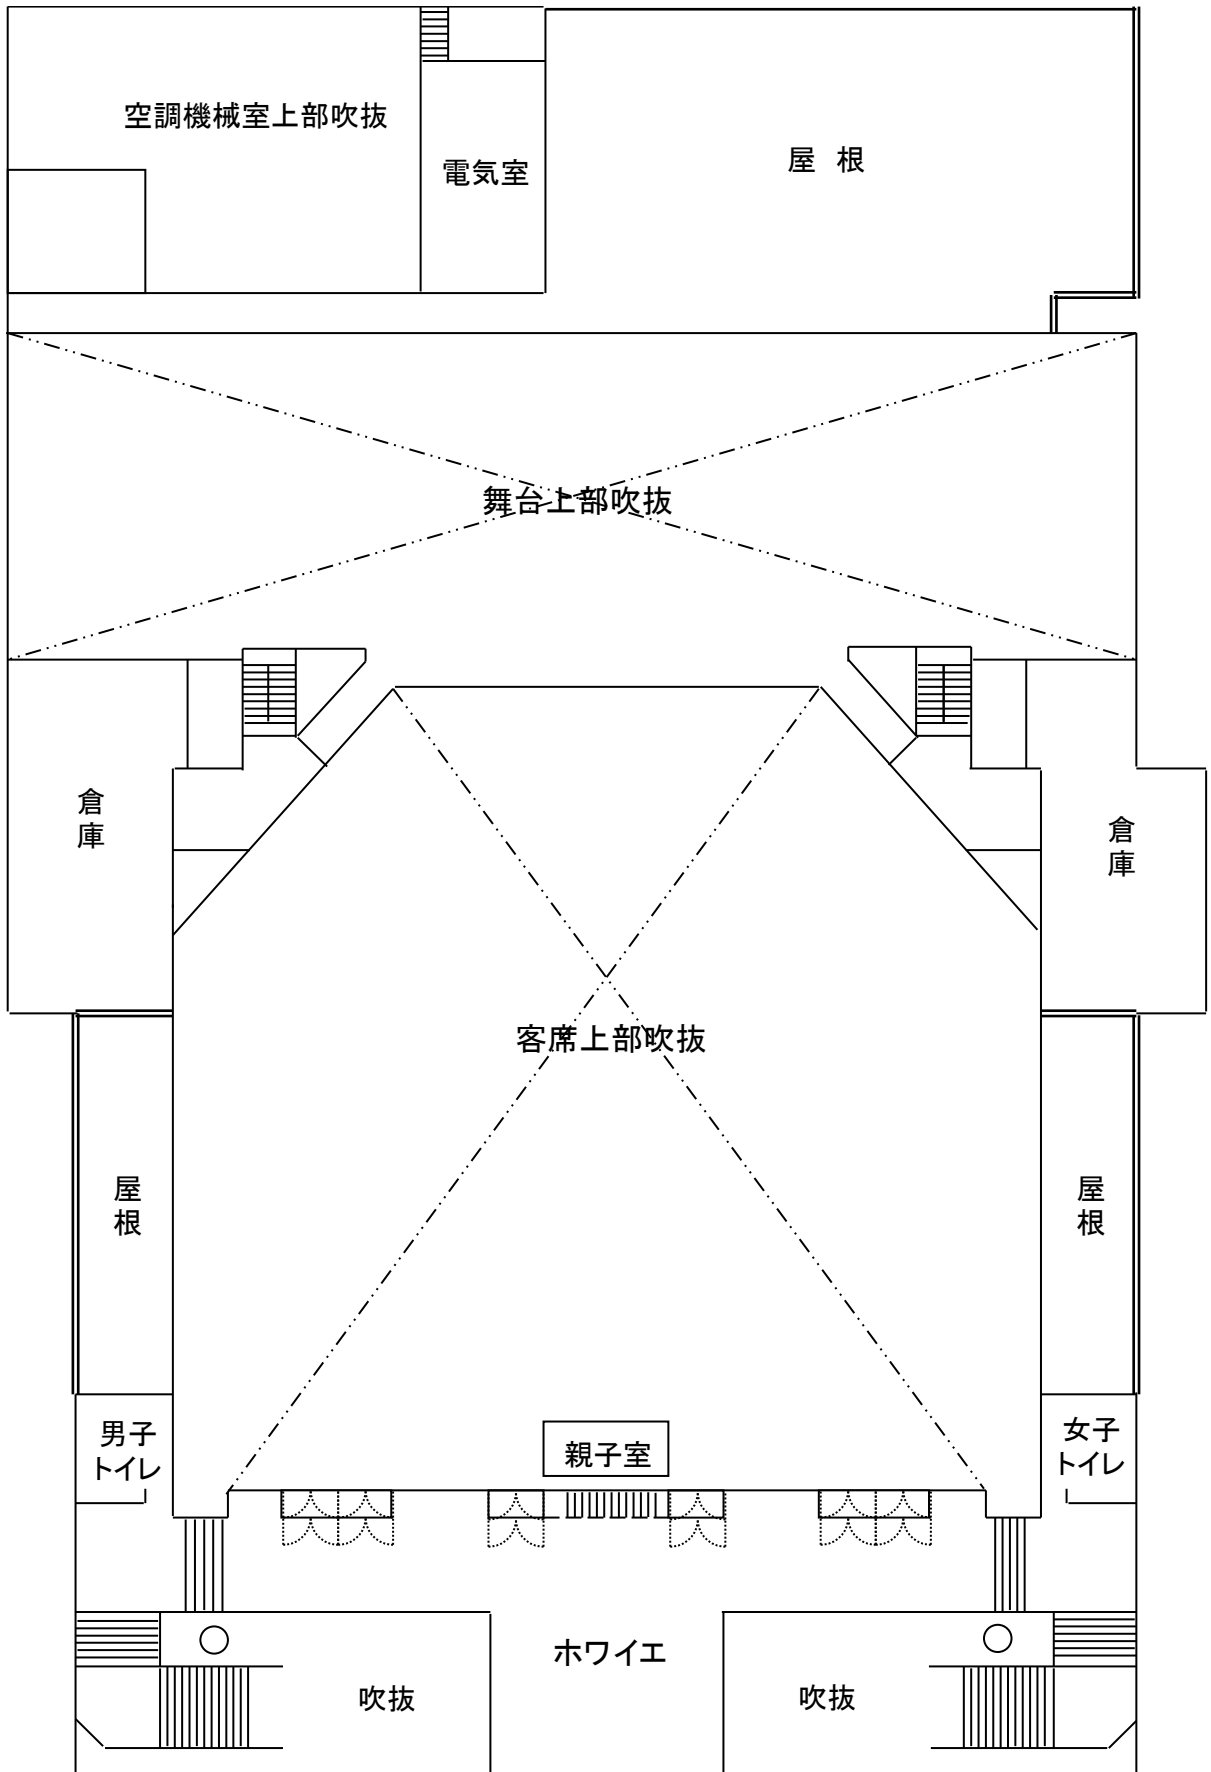 空調機械室上部吹抜
電気室
屋 根
舞台上部吹抜
倉庫
倉庫
客席上部吹抜
屋根
屋根
男子
トイレ
親子室
女子
トイレ
ホワイエ
吹抜
吹抜